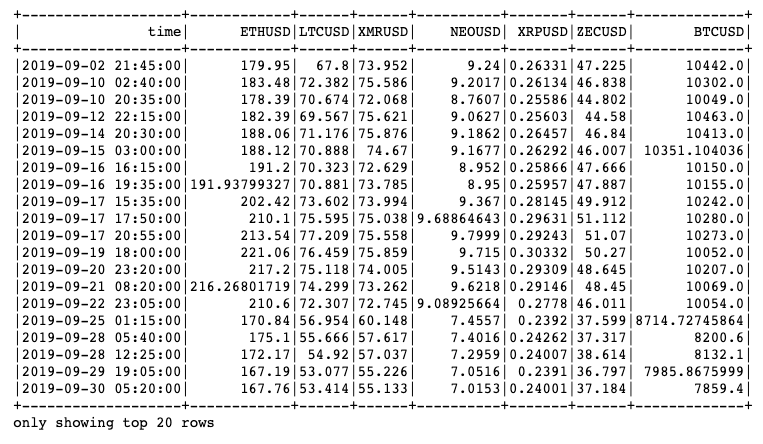 +-------------------+------------+------+------+----------+-------+------+-------------+
|               time|      ETHUSD|LTCUSD|XMRUSD|    NEOUSD| XRPUSD|ZECUSD|       BTCUSD|
+-------------------+------------+------+------+----------+-------+------+-------------+
|2019-09-02 21:45:00|      179.95|  67.8|73.952|      9.24|0.26331|47.225|      10442.0|
|2019-09-10 02:40:00|      183.48|72.382|75.586|    9.2017|0.26134|46.838|      10302.0|
|2019-09-10 20:35:00|      178.39|70.674|72.068|    8.7607|0.25586|44.802|      10049.0|
|2019-09-12 22:15:00|      182.39|69.567|75.621|    9.0627|0.25603| 44.58|      10463.0|
|2019-09-14 20:30:00|      188.06|71.176|75.876|    9.1862|0.26457| 46.84|      10413.0|
|2019-09-15 03:00:00|      188.12|70.888| 74.67|    9.1677|0.26292|46.007| 10351.104036|
|2019-09-16 16:15:00|       191.2|70.323|72.629|     8.952|0.25866|47.666|      10150.0|
|2019-09-16 19:35:00|191.93799327|70.881|73.785|      8.95|0.25957|47.887|      10155.0|
|2019-09-17 15:35:00|      202.42|73.602|73.994|     9.367|0.28145|49.912|      10242.0|
|2019-09-17 17:50:00|       210.1|75.595|75.038|9.68864643|0.29631|51.112|      10280.0|
|2019-09-17 20:55:00|      213.54|77.209|75.558|    9.7999|0.29243| 51.07|      10273.0|
|2019-09-19 18:00:00|      221.06|76.459|75.859|     9.715|0.30332| 50.27|      10052.0|
|2019-09-20 23:20:00|       217.2|75.118|74.005|    9.5143|0.29309|48.645|      10207.0|
|2019-09-21 08:20:00|216.26801719|74.299|73.262|    9.6218|0.29146| 48.45|      10069.0|
|2019-09-22 23:05:00|       210.6|72.307|72.745|9.08925664| 0.2778|46.011|      10054.0|
|2019-09-25 01:15:00|      170.84|56.954|60.148|    7.4557| 0.2392|37.599|8714.72745864|
|2019-09-28 05:40:00|       175.1|55.666|57.617|    7.4016|0.24262|37.317|       8200.6|
|2019-09-28 12:25:00|      172.17| 54.92|57.037|    7.2959|0.24007|38.614|       8132.1|
|2019-09-29 19:05:00|      167.19|53.077|55.226|    7.0516| 0.2391|36.797| 7985.8675999|
|2019-09-30 05:20:00|      167.76|53.414|55.133|    7.0153|0.24001|37.184|       7859.4|
+-------------------+------------+------+------+----------+-------+------+-------------+
only showing top 20 rows